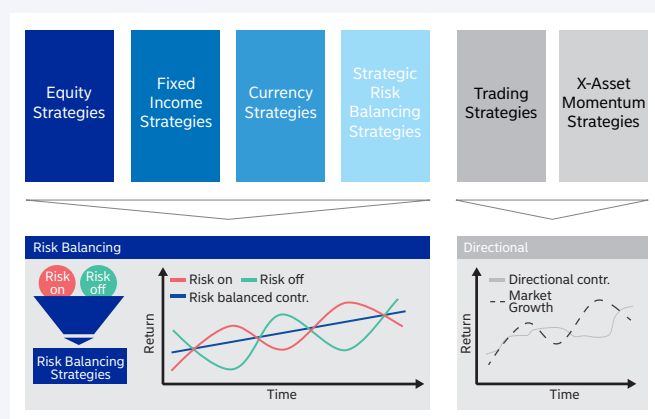 Equity
Strategies
Fixed
Income
Strategies
Currency
Strategies
Strategic
Risk
Balancing
Strategies
Trading
Strategies
X-Asset
Momentum
Strategies
Risk Balancing
Risk
on
Risk
off
Risk Balancing
Strategies
Return
Risk on
Risk off
Risk balanced contr.
Time
Directional
Return
Directional contr.
Market
Growth
Time